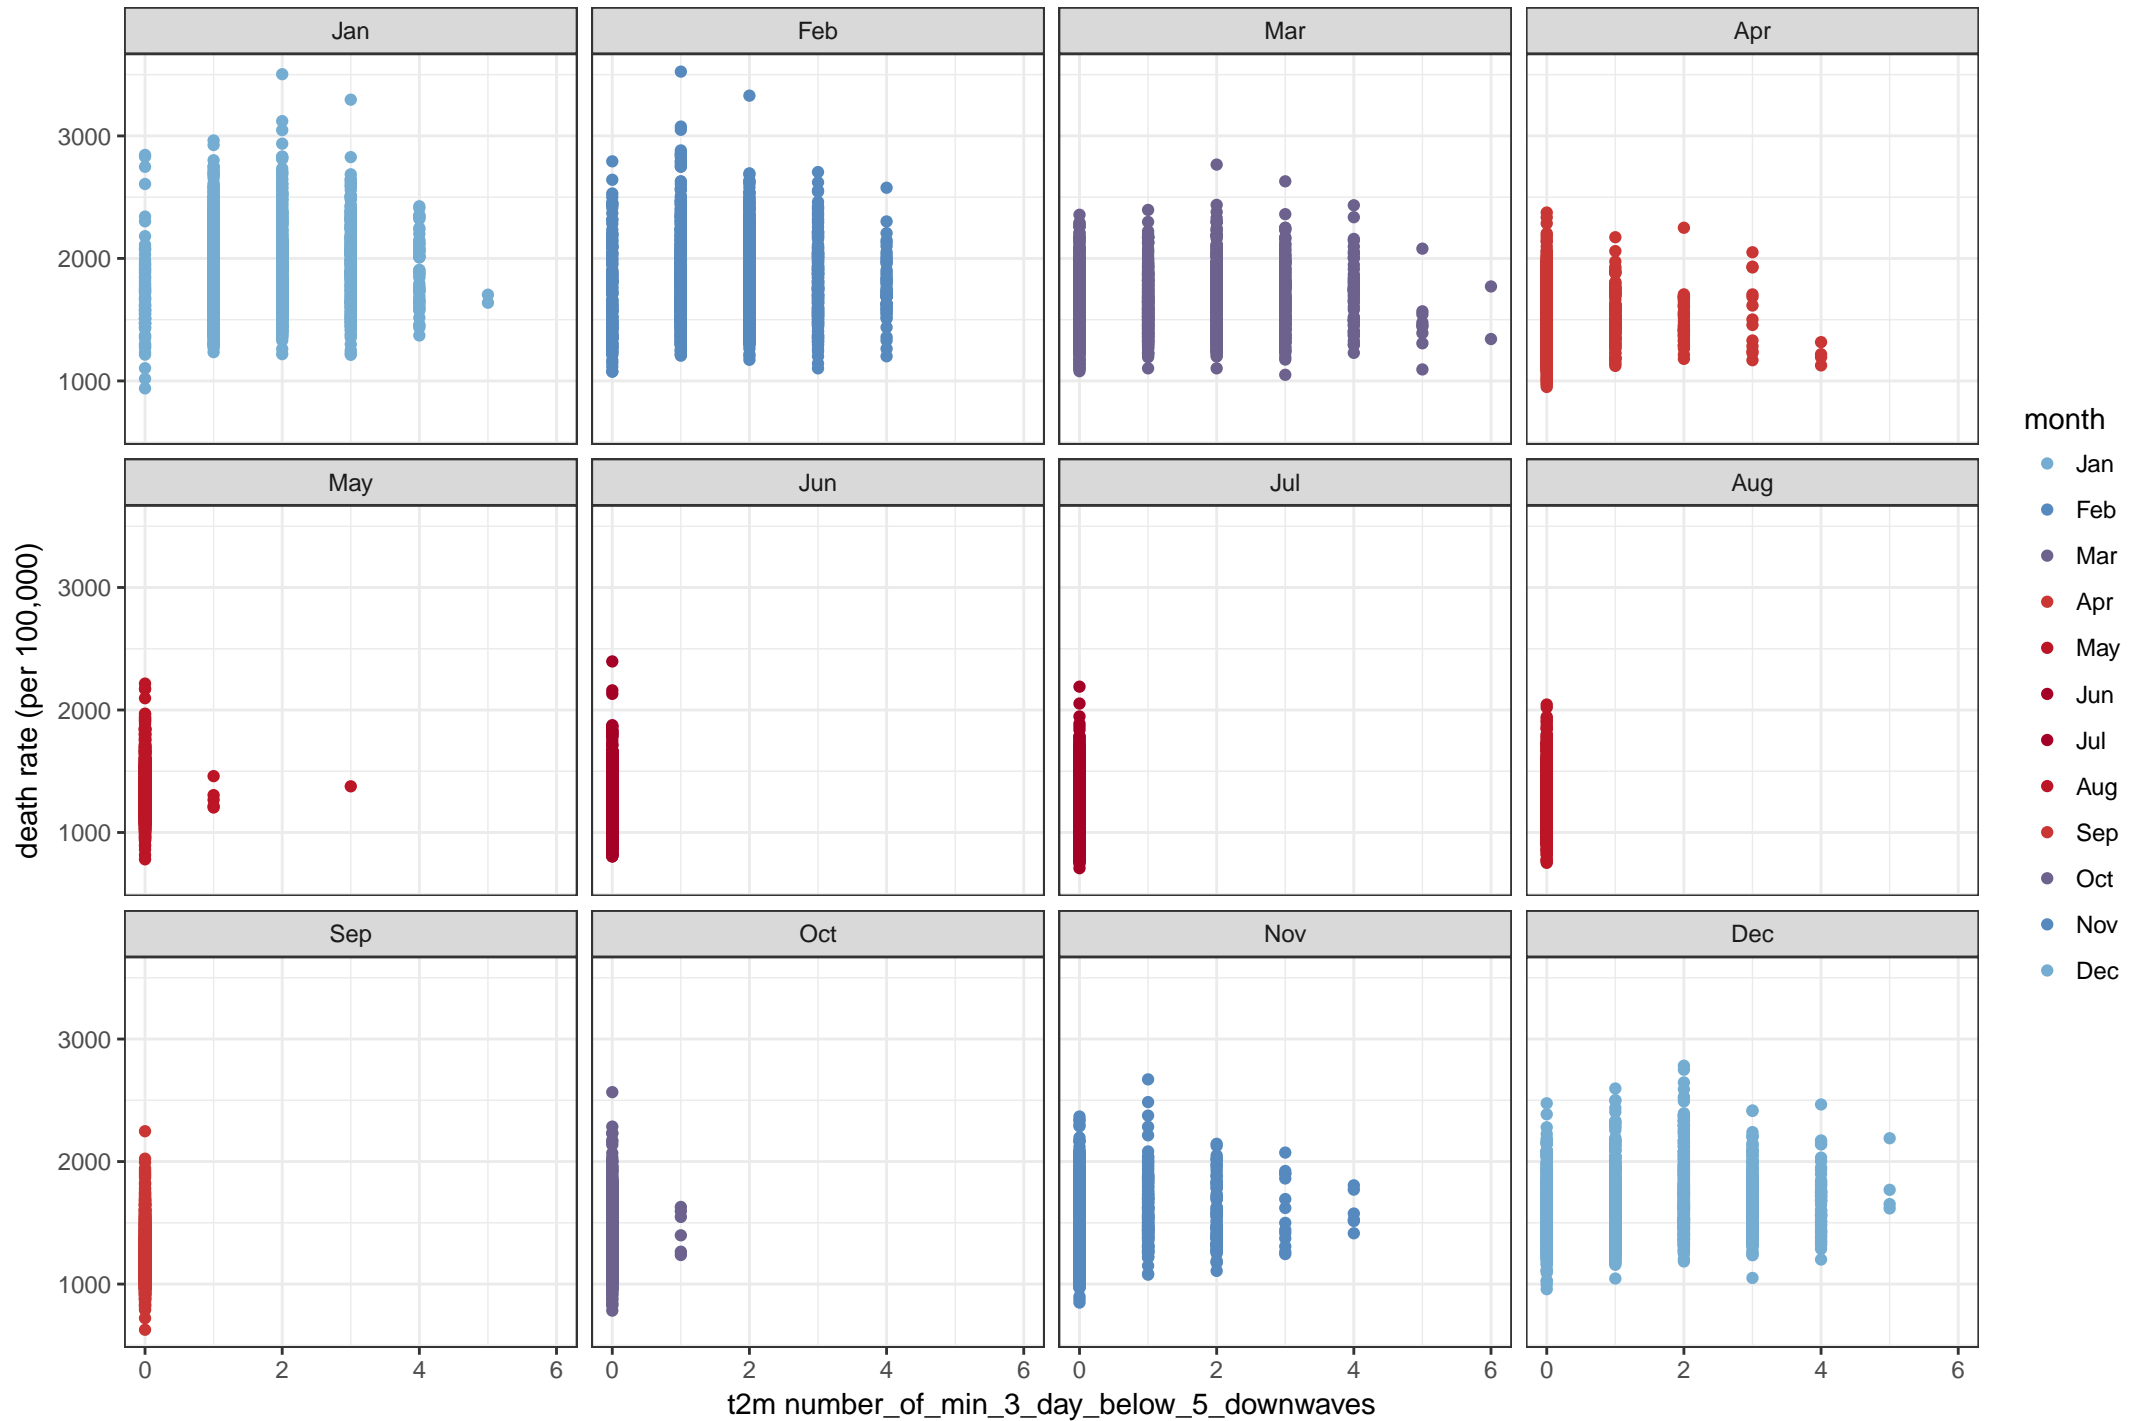 Jan Feb Mar Apr
3000
2000
1000
May Jun Jul Aug
3000
2000
1000
Sep Oct Nov Dec
3000
2000
1000
0 2 4 6 0 2 4 6 0 2 4 6 0 2 4 6
t2m number_of_min_3_day_below_5_downwaves
death rate (per 100,000)
month
Jan
Feb
Mar
Apr
May
Jun
Jul
Aug
Sep
Oct
Nov
Dec